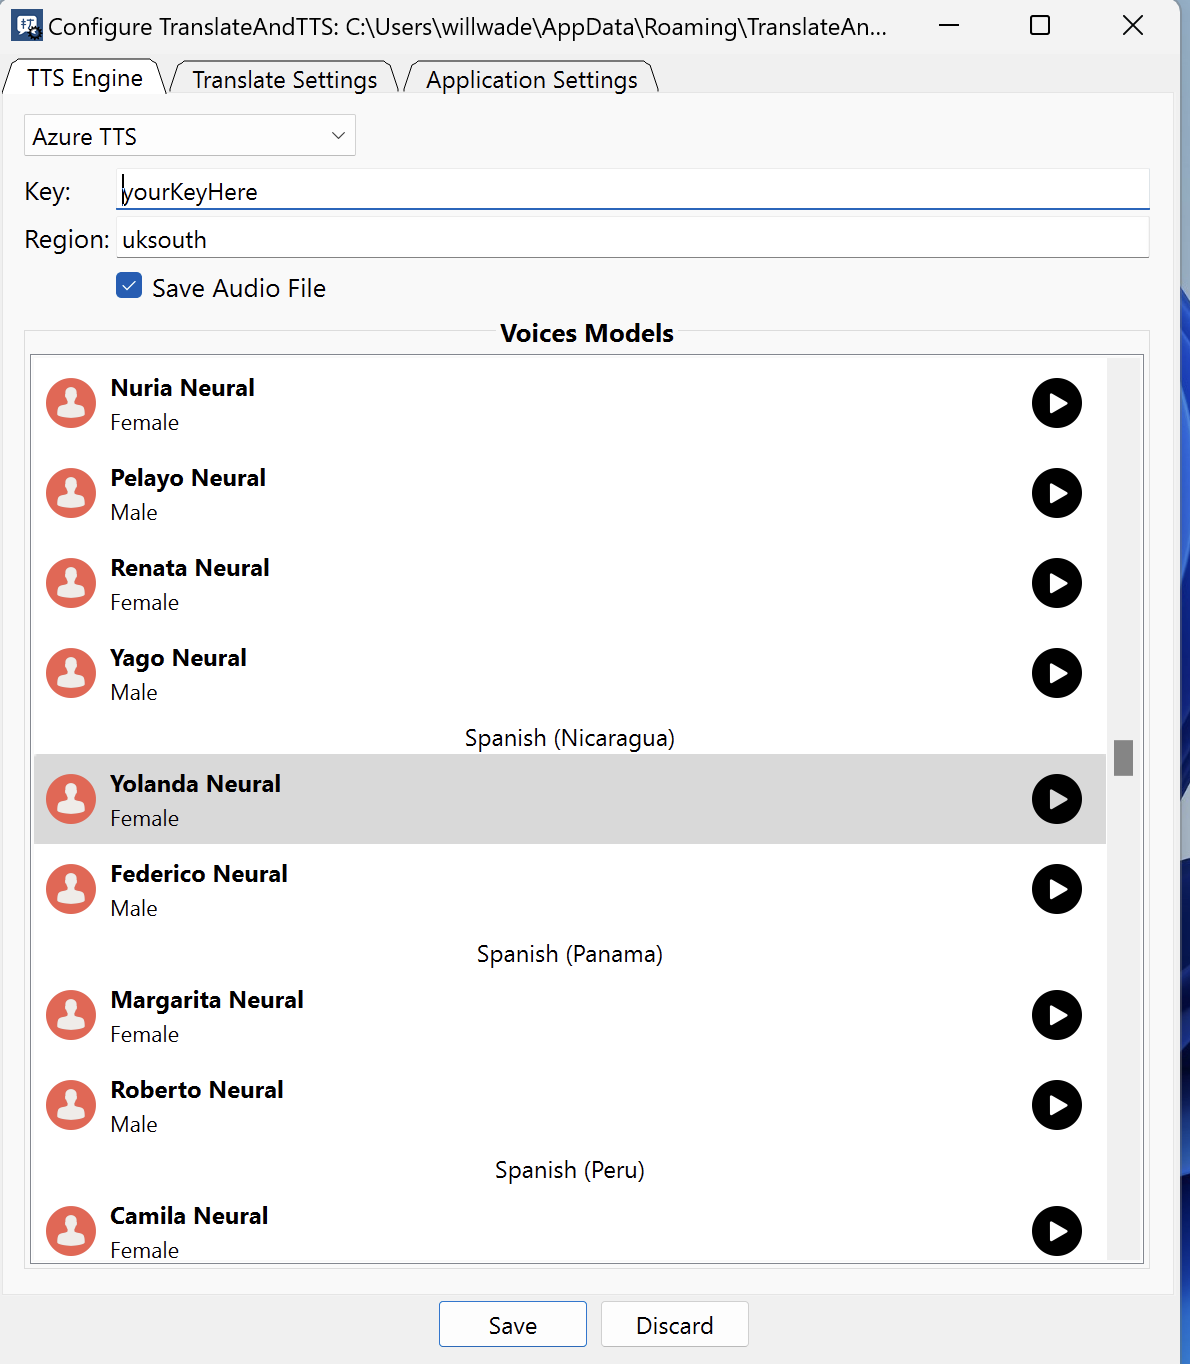 Configure TranslateAndTTS: C:\Users\willwade\AppData\Roaming\TranslateAn...
TTS Engine
Translate Settings
Application Settings
Azure TTS
Key: yourKeyHere
Region: uksouth
Save Audio File
Voices Models
Nuria Neural
Female
Pelayo Neural
Male
Renata Neural
Female
Yago Neural
Male
Spanish (Nicaragua)
Yolanda Neural
Female
Federico Neural
Male
Spanish (Panama)
Margarita Neural
Female
Roberto Neural
Male
Spanish (Peru)
Camila Neural
Female
Save
Discard